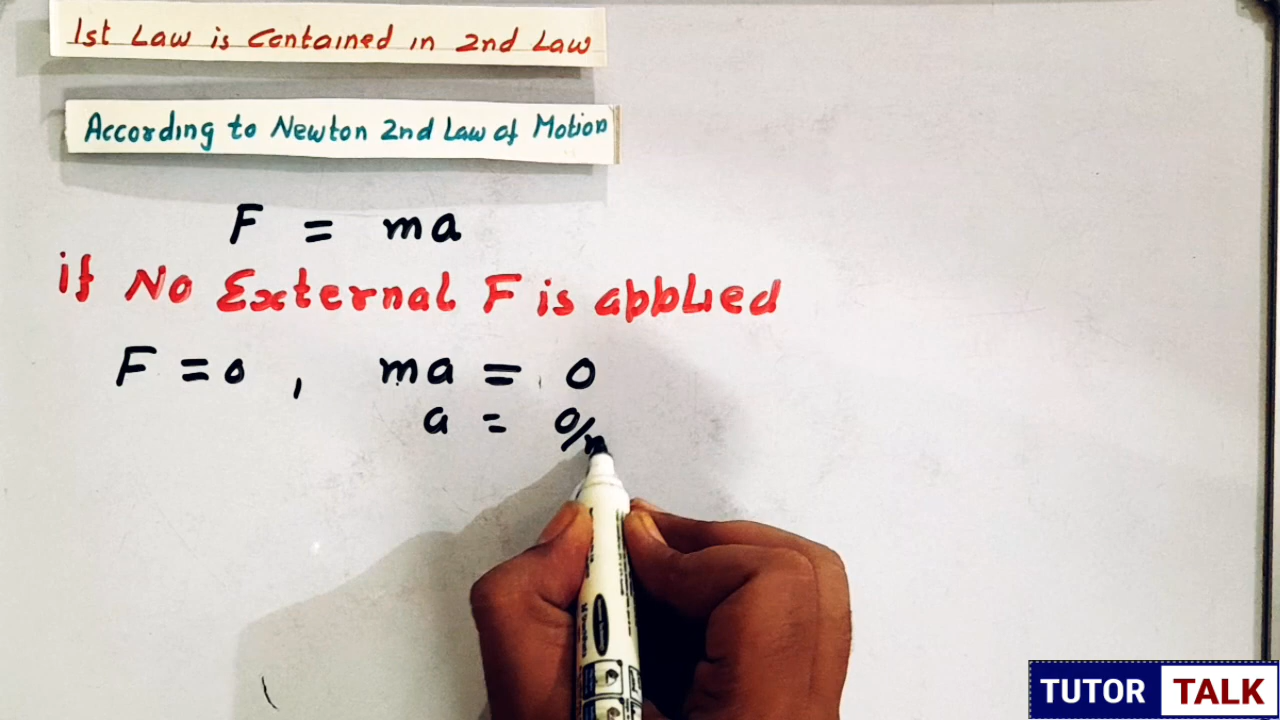 1st Law is Contained in 2nd Law
According to Newton 2nd Law of Motion
F = ma
if No External F is applied
F = 0 , ma = 0
a = 0/m
TUTOR TALK